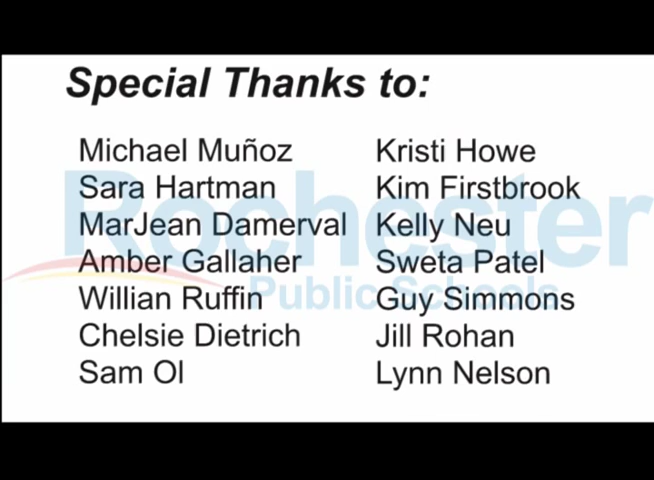 Special Thanks to:
Michael Muñoz
Sara Hartman
MarJean Damerval
Amber Gallaher
Willian Ruffin
Chelsie Dietrich
Sam Ol
Kristi Howe
Kim Firstbrook
Kelly Neu
Sweta Patel
Guy Simmons
Jill Rohan
Lynn Nelson
Rochester
Public Schools